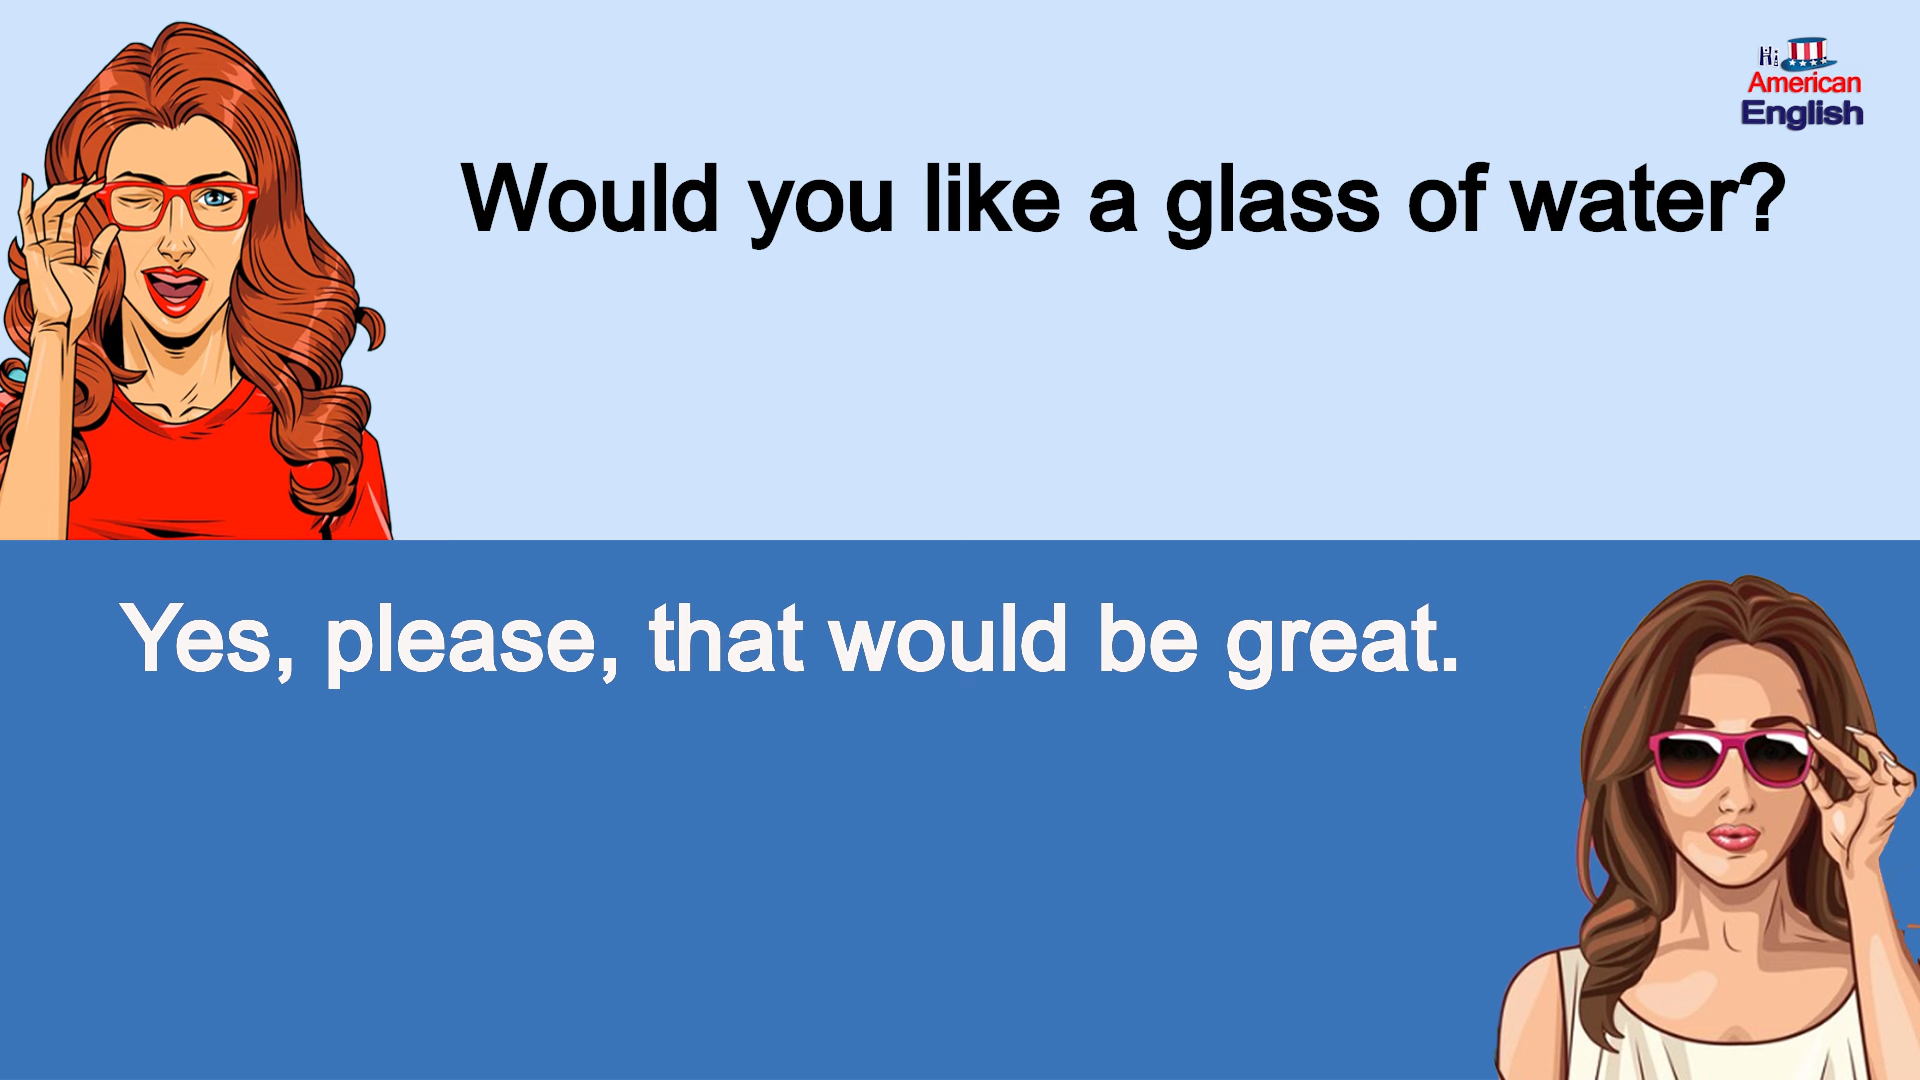 Hi
American
English
Would you like a glass of water?
Yes, please, that would be great.